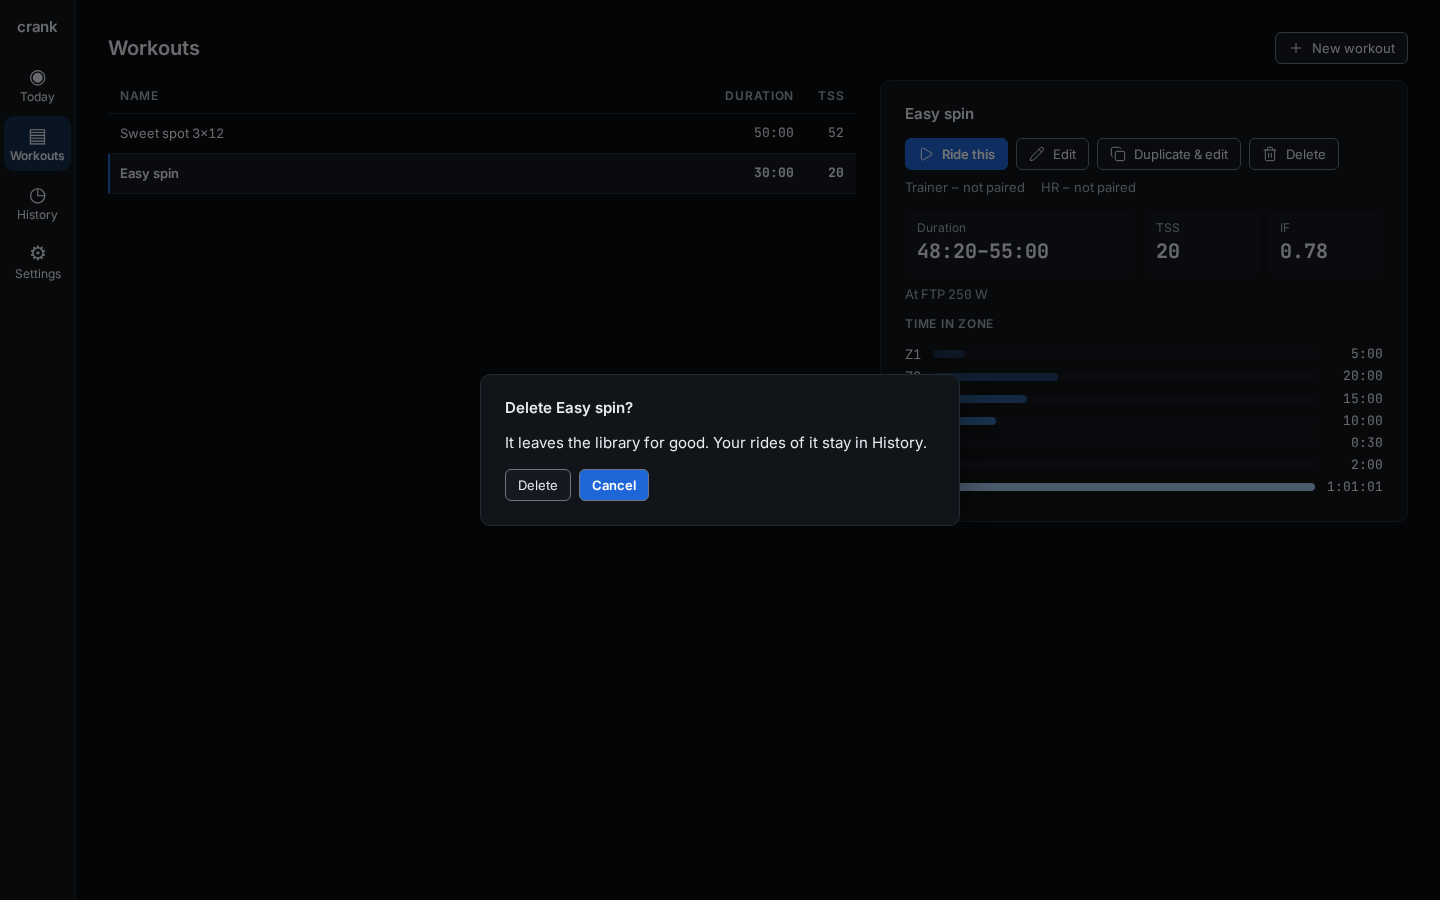 crank
Today
Workouts
History
Settings
Workouts
New workout
NAME DURATION TSS
Sweet spot 3×12 50:00 52
Easy spin 30:00 20
Easy spin
Ride this Edit Duplicate & edit Delete
Trainer – not paired HR – not paired
Duration TSS IF
48:20–55:00 20 0.78
At FTP 250 W
TIME IN ZONE
Z1 5:00
20:00
15:00
10:00
0:30
2:00
1:01:01
Delete Easy spin?
It leaves the library for good. Your rides of it stay in History.
Delete Cancel